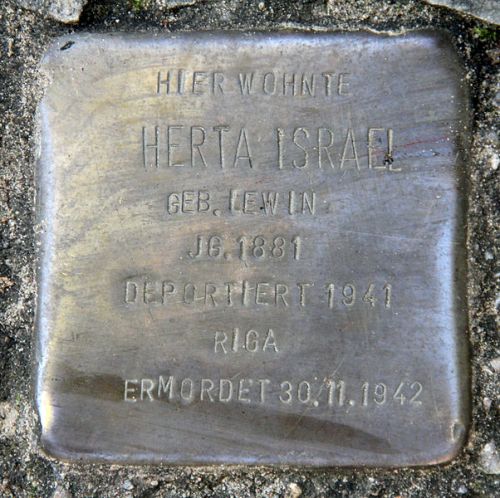 HIER WOHNTE
HERTA ISRAEL
GEB. LEWIN
JG. 1881
DEPORTIERT 1941
RIGA
ERMORDET 30.11.1942